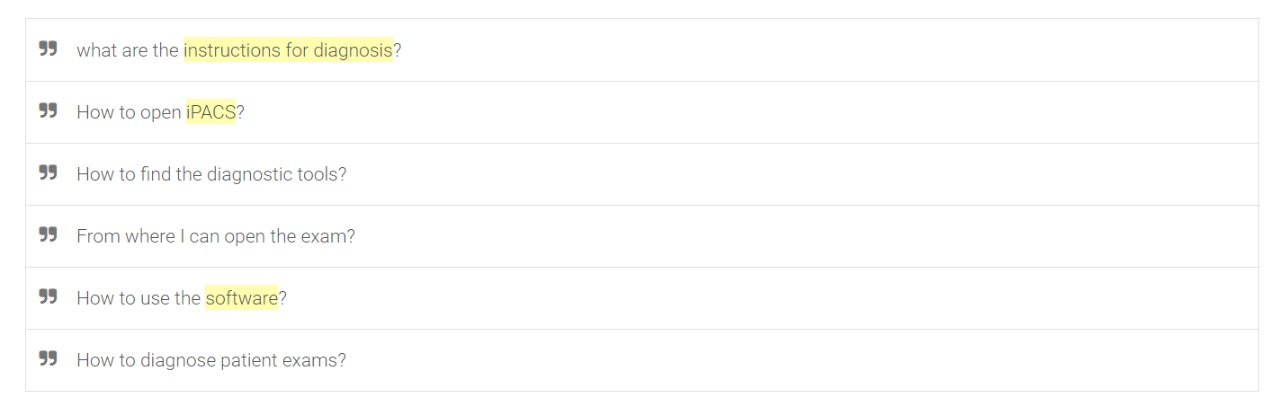 what are the instructions for diagnosis?
How to open iPACS?
How to find the diagnostic tools?
From where I can open the exam?
How to use the software?
How to diagnose patient exams?